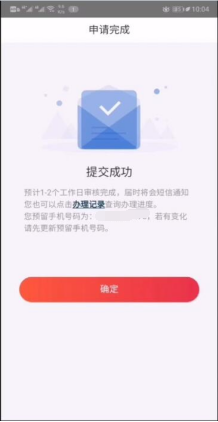 10:04
申请完成
提交成功
预计1-2个工作日审核完成，届时将会短信通知
您也可以点击办理记录查询办理进度。
您预留手机号码为：，若有变化
请先更新预留手机号码。
确定